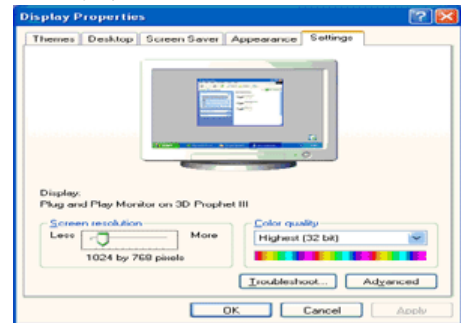 Display Properties
Themes Desktop Screen Saver Appearance Settings
Display:
Plug and Play Monitor on 3D Prophet III
Screen resolution
Less More
1024 by 768 pixels
Color quality
Highest (32 bit)
Troubleshoot... Advanced
OK Cancel Apply